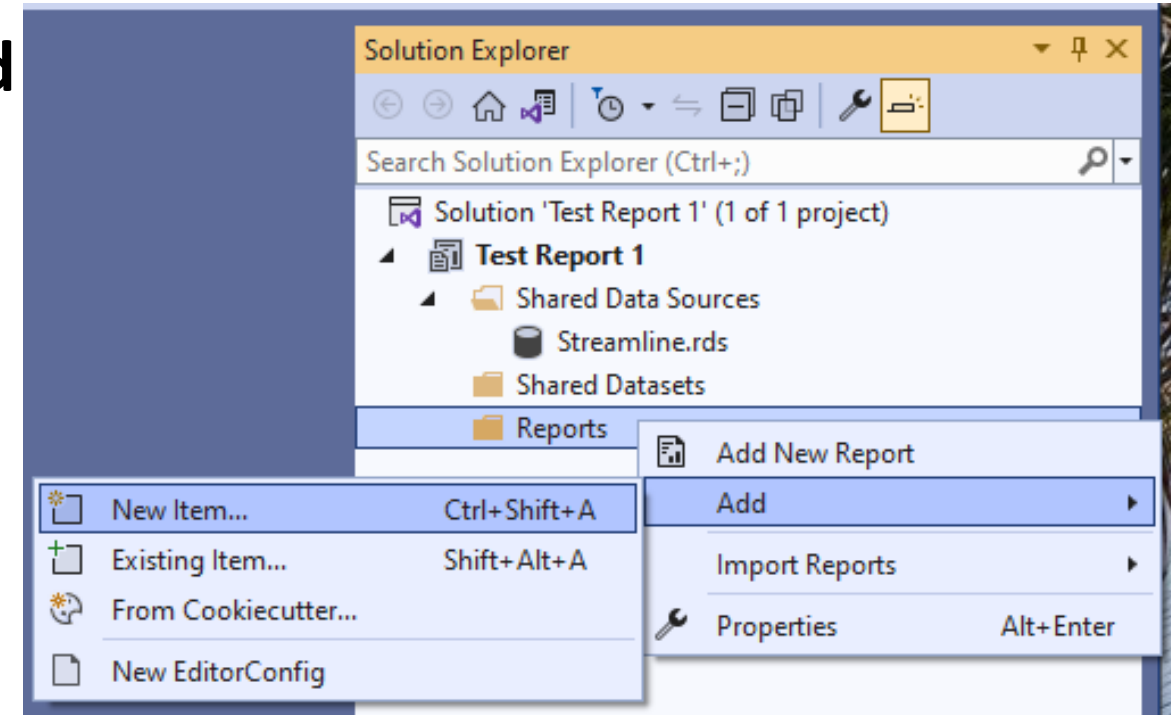 d
Solution Explorer
Search Solution Explorer (Ctrl+;)
Solution 'Test Report 1' (1 of 1 project)
Test Report 1
Shared Data Sources
Streamline.rds
Shared Datasets
Reports
Add New Report
Add
Import Reports
Properties Alt+Enter
New Item... Ctrl+Shift+A
Existing Item... Shift+Alt+A
From Cookiecutter...
New EditorConfig